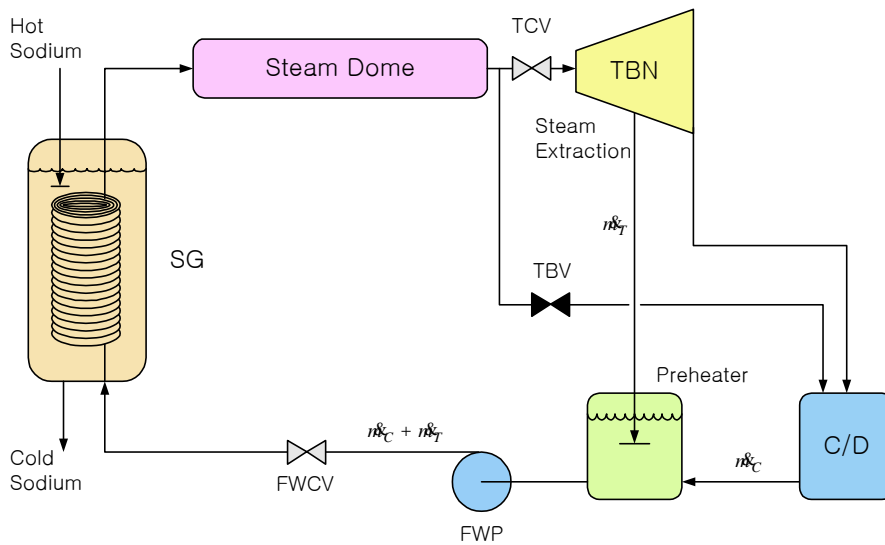 Hot
Sodium
Steam Dome
TCV
TBN
Steam
Extraction
SG
TBV
Preheater
C/D
Cold
Sodium
FWCV
FWP